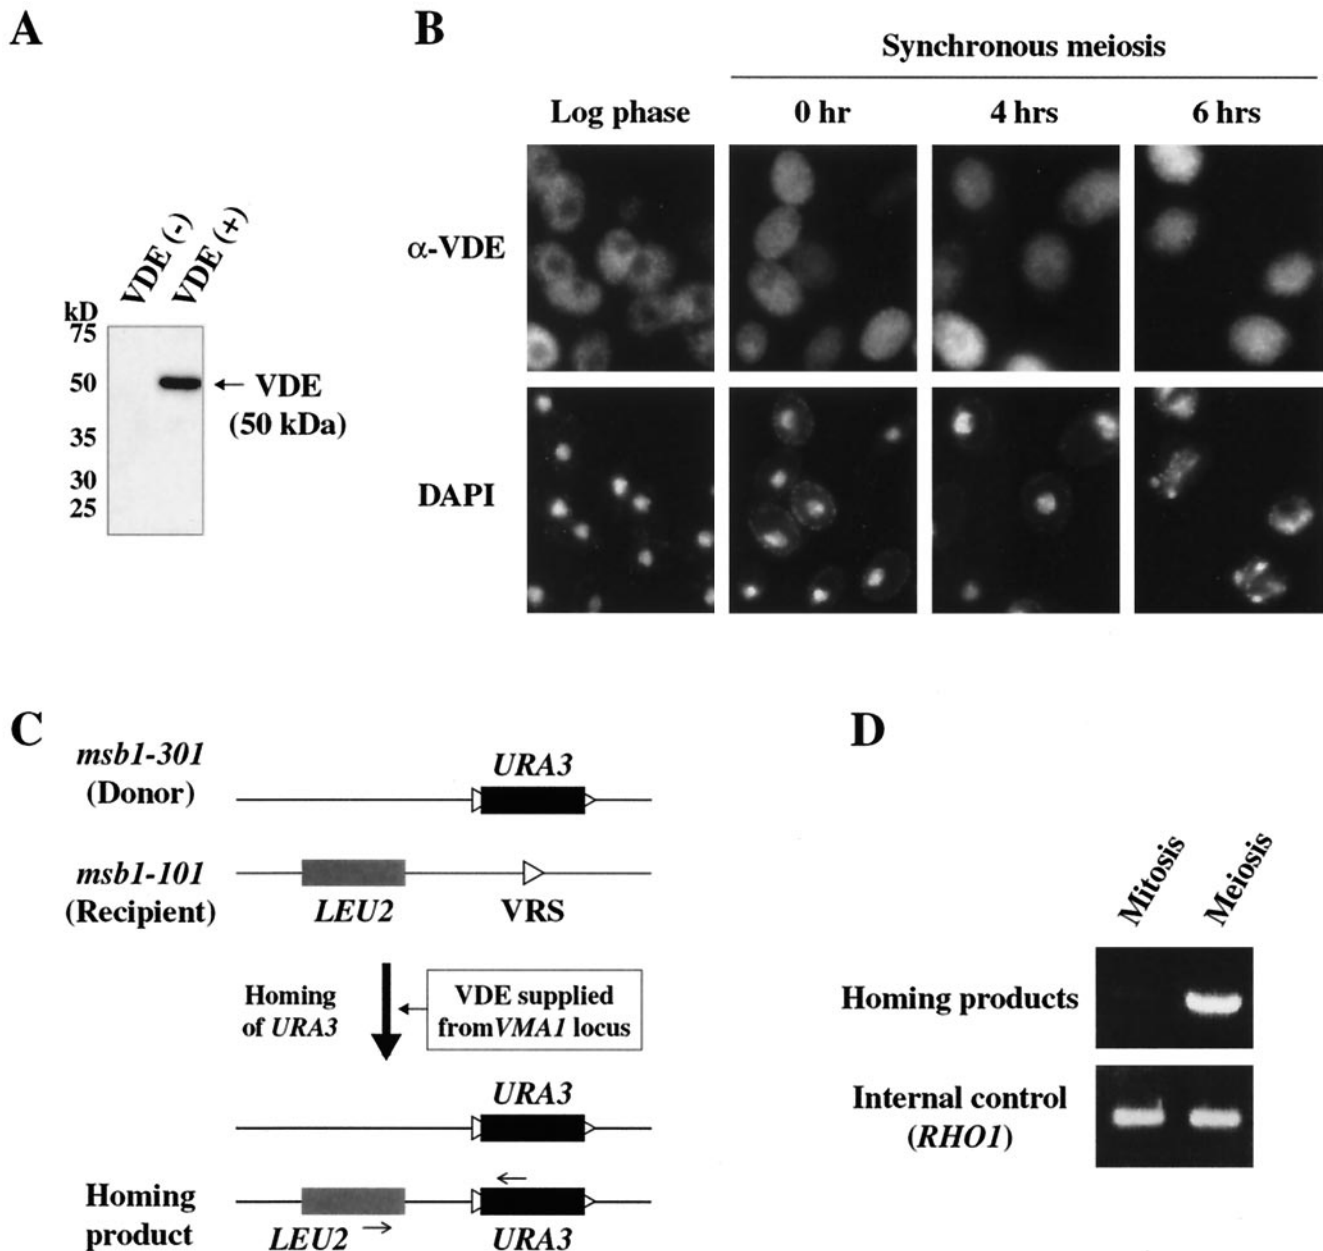 A
VDE (-)
VDE (+)
kD
75
50
35
30
25
VDE
(50 kDa)
B
Synchronous meiosis
Log phase
0 hr
4 hrs
6 hrs
α-VDE
DAPI
C
msb1-301
(Donor)
URA3
msb1-101
(Recipient)
LEU2
VRS
Homing
of URA3
VDE supplied
fromVMA1 locus
URA3
Homing
product
LEU2
URA3
D
Mitosis
Meiosis
Homing products
Internal control
(RHO1)